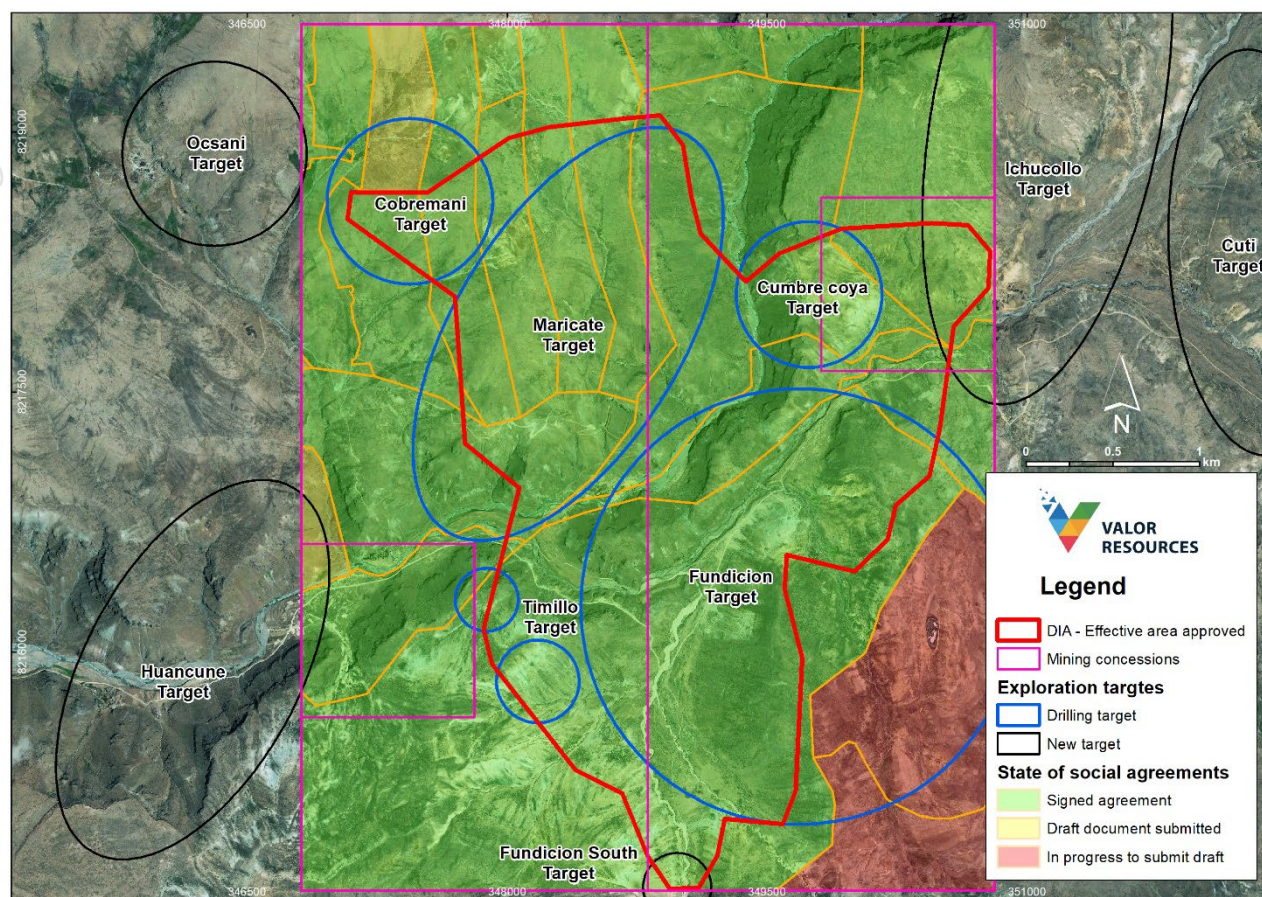 346500
348000
349500
351000
8219000
8217500
8216000
Ocsani
Target
Cobremani
Target
Ichucollo
Target
Cuti
Target
Cumbre coya
Target
Maricate
Target
N
0 0.5 1
km
Fundicion
Target
Timillo
Target
Huancune
Target
Fundicion South
Target
VALOR
RESOURCES
Legend
DIA - Effective area approved
Mining concessions
Exploration targtes
Drilling target
New target
State of social agreements
Signed agreement
Draft document submitted
In progress to submit draft
346500
348000
349500
351000